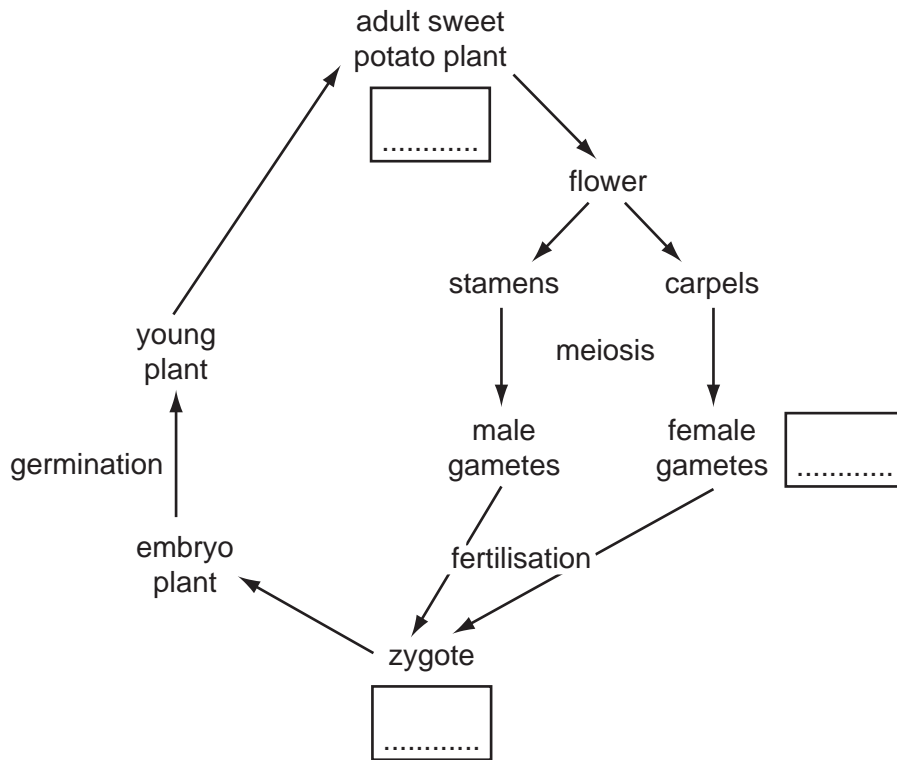 adult sweet
potato plant
............
flower
stamens
carpels
young
plant
meiosis
male
gametes
female
gametes
............
germination
embryo
plant
fertilisation
zygote
............